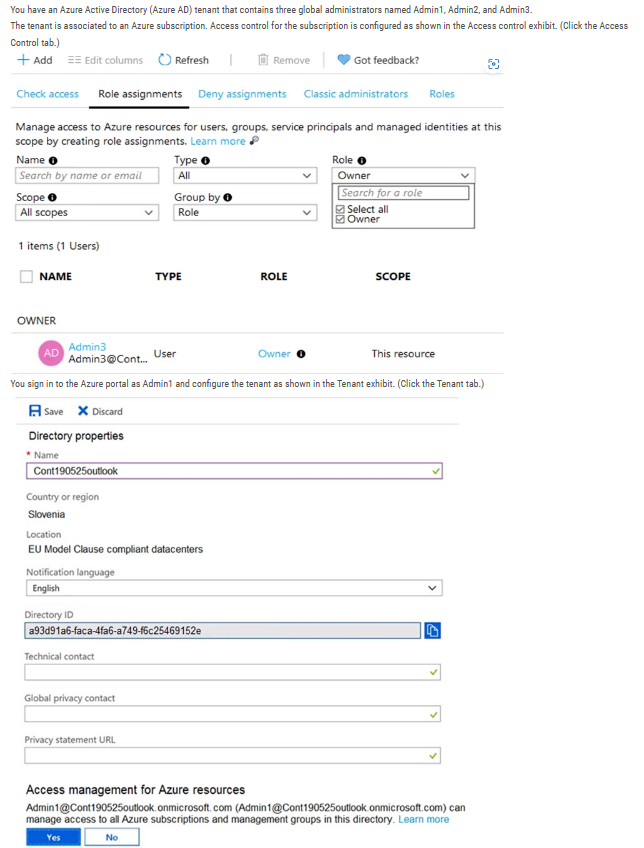 You have an Azure Active Directory (Azure AD) tenant that contains three global administrators named Admin1, Admin2, and Admin3.
The tenant is associated to an Azure subscription. Access control for the subscription is configured as shown in the Access control exhibit. (Click the Access
Control tab.)
Add Edit columns Refresh Remove Got feedback?
Check access Role assignments Deny assignments Classic administrators Roles
Manage access to Azure resources for users, groups, service principals and managed identities at this
scope by creating role assignments. Learn more
Name Type Role
Search by name or email All Owner
Search for a role
Scope Group by
Select all
All scopes Role
Owner
1 items (1 Users)
NAME TYPE ROLE SCOPE
OWNER
Admin3
AD User Owner This resource
Admin3@Cont...
You sign in to the Azure portal as Admin1 and configure the tenant as shown in the Tenant exhibit. (Click the Tenant tab.)
Save Discard
Directory properties
* Name
Cont190525outlook
Country or region
Slovenia
Location
EU Model Clause compliant datacenters
Notification language
English
Directory ID
a93d91a6-faca-4fa6-a749-f6c25469152e
Technical contact
Global privacy contact
Privacy statement URL
Access management for Azure resources
Admin1@Cont190525outlook.onmicrosoft.com (Admin1@Cont190525outlook.onmicrosoft.com) can
manage access to all Azure subscriptions and management groups in this directory. Learn more
Yes No